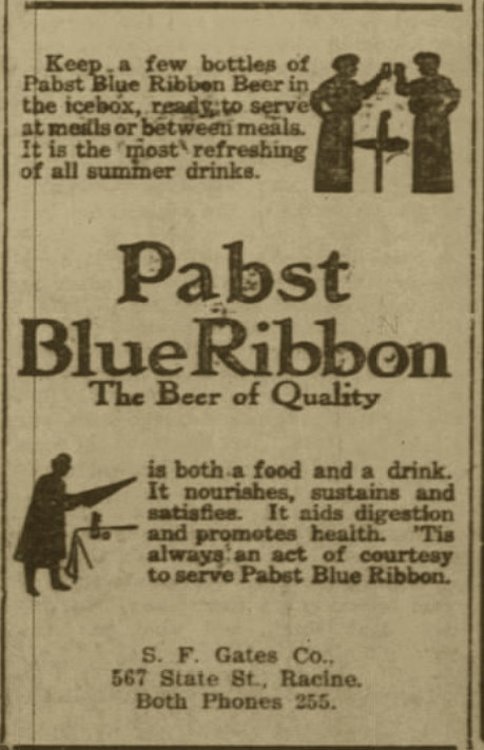 Keep a few bottles of
Pabst Blue Ribbon Beer in
the icebox, ready to serve
at meals or between meals.
It is the most refreshing
of all summer drinks.
Pabst
Blue Ribbon
The Beer of Quality
is both a food and a drink.
It nourishes, sustains and
satisfies. It aids digestion
and promotes health. 'Tis
always an act of courtesy
to serve Pabst Blue Ribbon.
S. F. Gates Co.,
567 State St., Racine.
Both Phones 255.